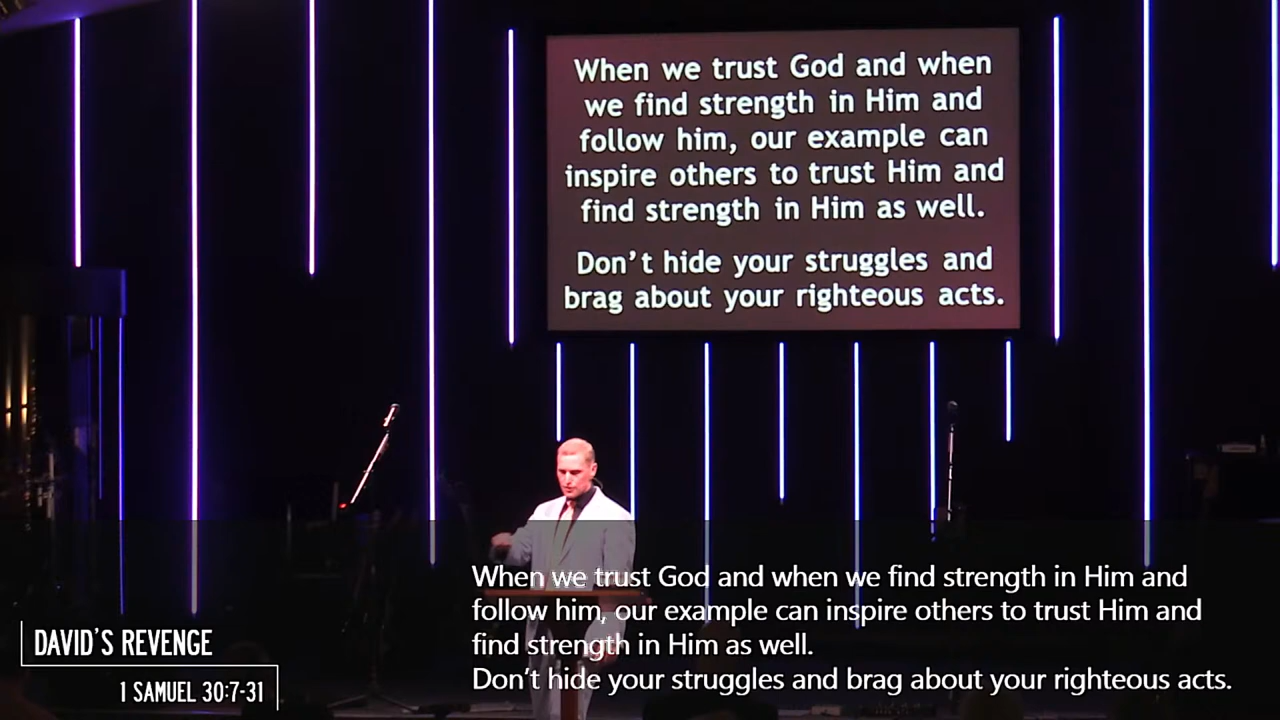 When we trust God and when
we find strength in Him and
follow him, our example can
inspire others to trust Him and
find strength in Him as well.
Don't hide your struggles and
brag about your righteous acts.
When we trust God and when we find strength in Him and
follow him, our example can inspire others to trust Him and
find strength in Him as well.
Don't hide your struggles and brag about your righteous acts.
DAVID'S REVENGE
1 SAMUEL 30:7-31